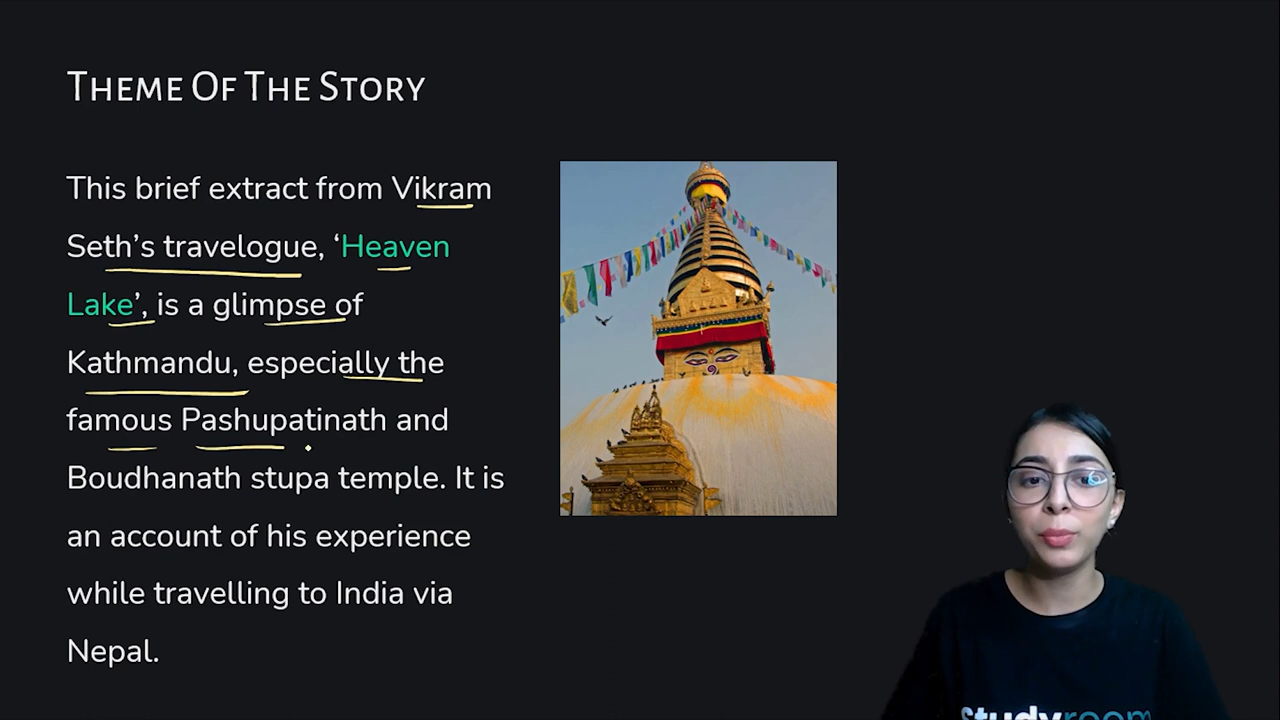 Theme Of The Story
This brief extract from Vikram
Seth’s travelogue, ‘Heaven
Lake’, is a glimpse of
Kathmandu, especially the
famous Pashupatinath and
Boudhanath stupa temple. It is
an account of his experience
while travelling to India via
Nepal.
Studyroom